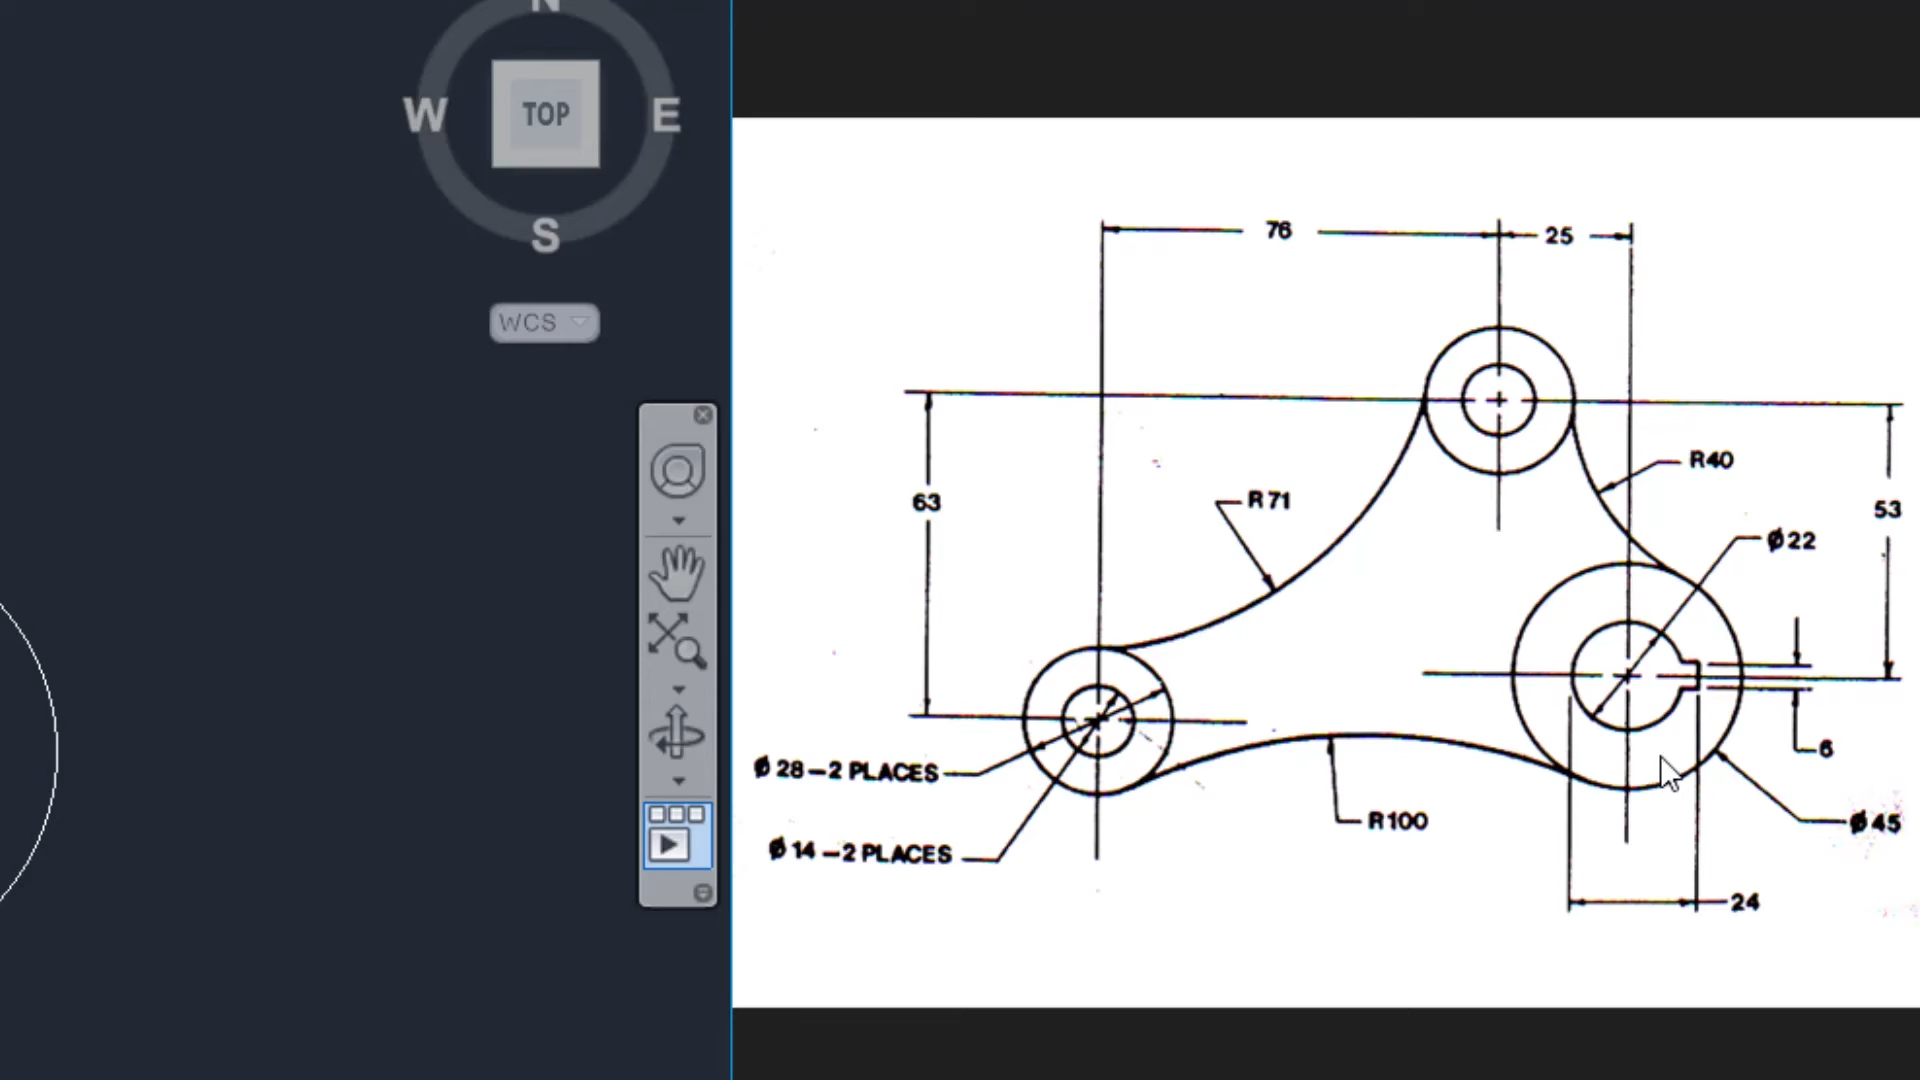 N
W
TOP
E
S
WCS
76
25
R40
63
R71
53
Ø22
Ø28-2 PLACES
6
R100
Ø45
Ø14-2 PLACES
24